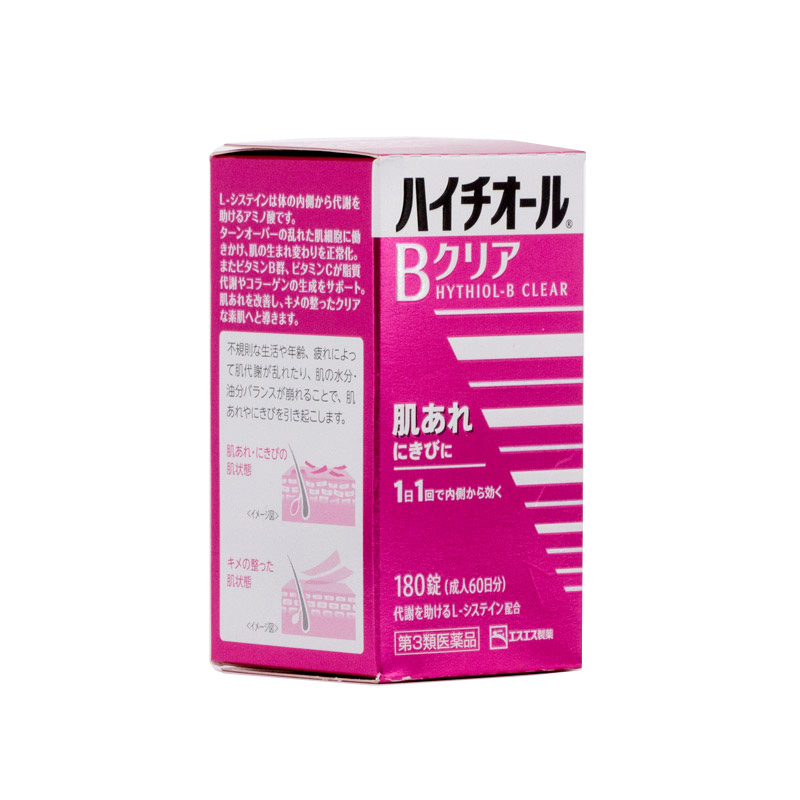 L-システインは体の内側から代謝を
助けるアミノ酸です。
ターンオーバーの乱れた肌細胞に働
きかけ、肌の生まれ変わりを正常化。
またビタミンB群、ビタミンCが脂質
代謝やコラーゲンの生成をサポート。
肌あれを改善し、キメの整ったクリア
な素肌へと導きます。
不規則な生活や年齢、疲れによっ
て肌代謝が乱れたり、肌の水分・
油分バランスが崩れることで、肌
あれやにきびを引き起こします。
肌あれ・にきびの
肌状態
<イメージ図>
キメの整った
肌状態
<イメージ図>
ハイチオール®
Bクリア
HYTHIOL-B CLEAR
肌あれ
にきびに
1日1回で内側から効く
180錠(成人60日分)
代謝を助けるL-システイン配合
第3類医薬品
エスエス製薬